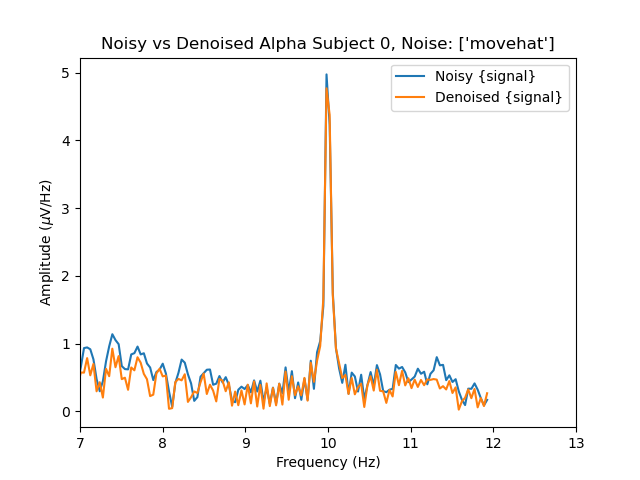 Noisy vs Denoised Alpha Subject 0, Noise: ['movehat']
Noisy {signal}
Denoised {signal}
Amplitude (μV/Hz)
5
4
3
2
1
0
7
8
9
10
11
12
13
Frequency (Hz)